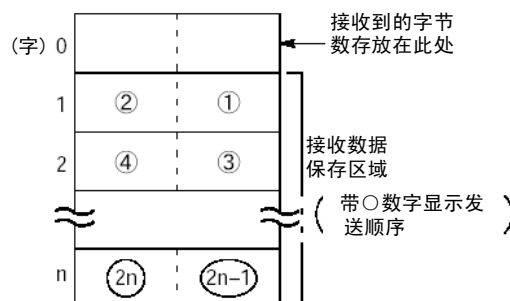 接收到的字节
数存放在此处
(字) 0
1 ② ①
2 ④ ③
接收数据
保存区域
( 带○数字显示发 )
送顺序
n 2n 2n-1